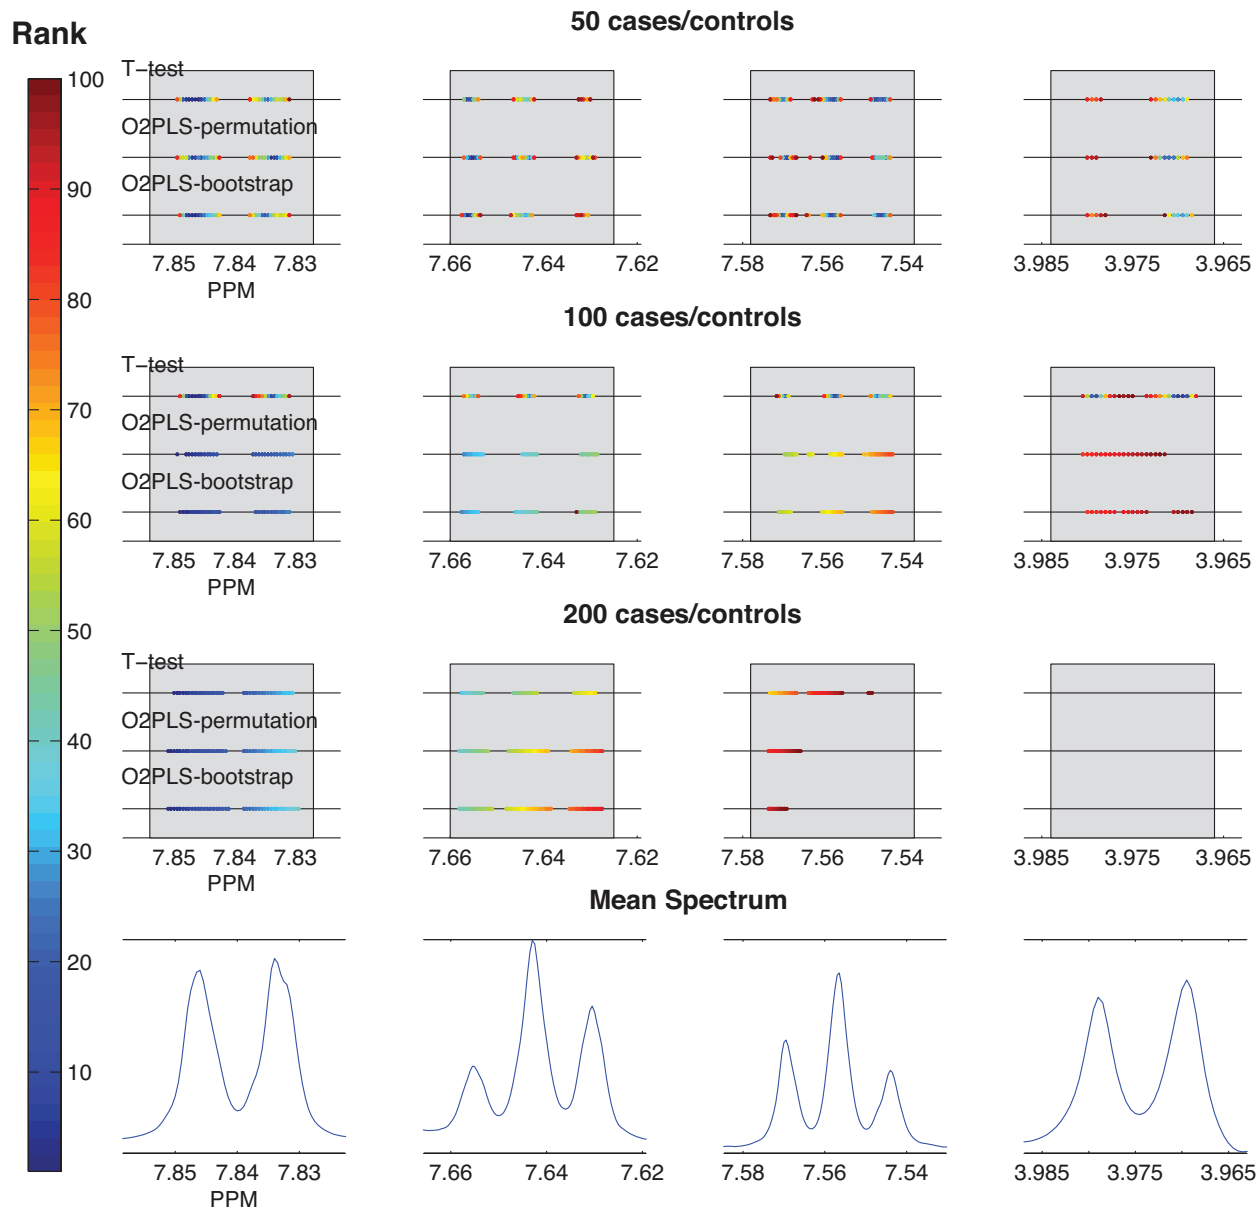 Rank
100
90
80
70
60
50
40
30
20
10
50 cases/controls
T-test
O2PLS-permutation
O2PLS-bootstrap
7.85 7.84 7.83
PPM
7.66 7.64 7.62
7.58 7.56 7.54
3.985 3.975 3.965
100 cases/controls
T-test
O2PLS-permutation
O2PLS-bootstrap
7.85 7.84 7.83
PPM
7.66 7.64 7.62
7.58 7.56 7.54
3.985 3.975 3.965
200 cases/controls
T-test
O2PLS-permutation
O2PLS-bootstrap
7.85 7.84 7.83
PPM
7.66 7.64 7.62
7.58 7.56 7.54
3.985 3.975 3.965
Mean Spectrum
7.85 7.84 7.83
PPM
7.66 7.64 7.62
7.58 7.56 7.54
3.985 3.975 3.965